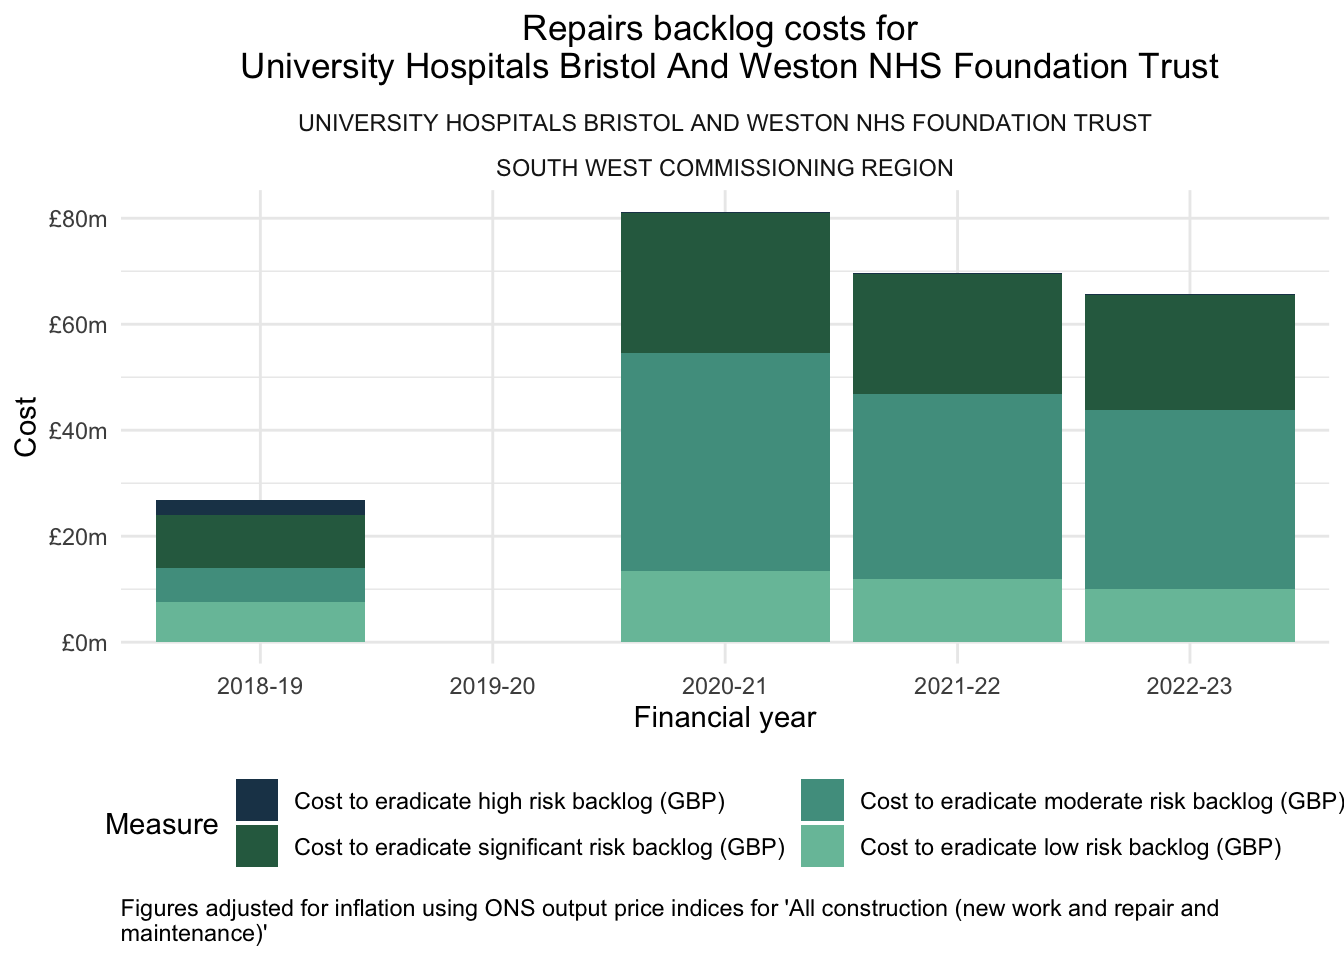 Repairs backlog costs for
University Hospitals Bristol And Weston NHS Foundation Trust
UNIVERSITY HOSPITALS BRISTOL AND WESTON NHS FOUNDATION TRUST
SOUTH WEST COMMISSIONING REGION
£80m
£60m
£40m
£20m
£0m
Cost
2018-19 2019-20 2020-21 2021-22 2022-23
Financial year
Measure
Cost to eradicate high risk backlog (GBP)
Cost to eradicate significant risk backlog (GBP)
Cost to eradicate moderate risk backlog (GBP)
Cost to eradicate low risk backlog (GBP)
Figures adjusted for inflation using ONS output price indices for 'All construction (new work and repair and
maintenance)'